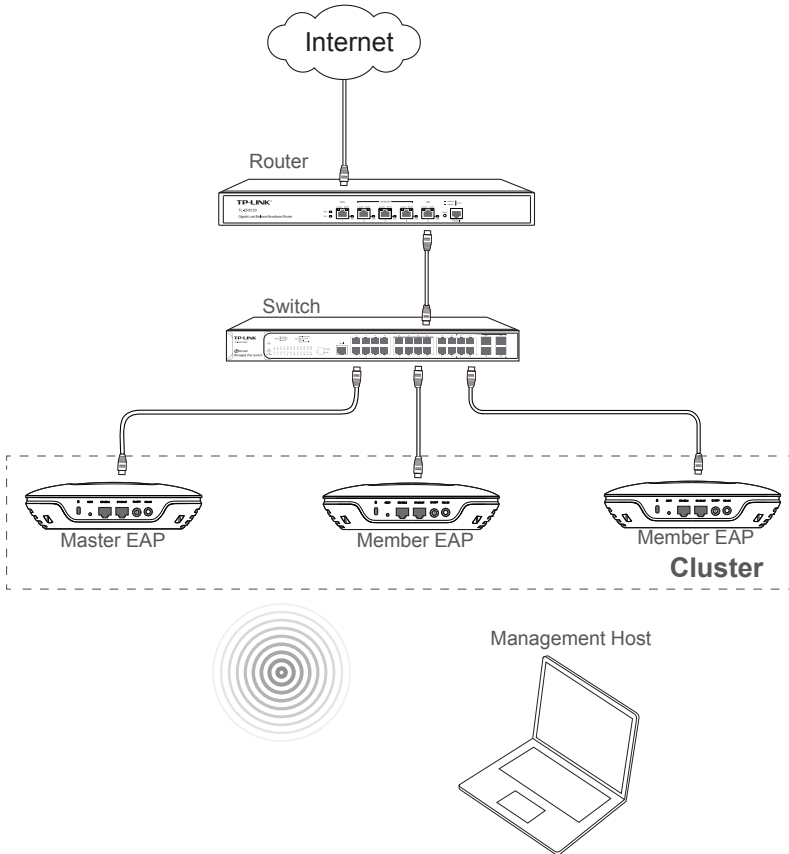 Internet
Router
TP-LINK
Switch
TP-LINK
Master EAP
Member EAP
Member EAP
Cluster
Management Host